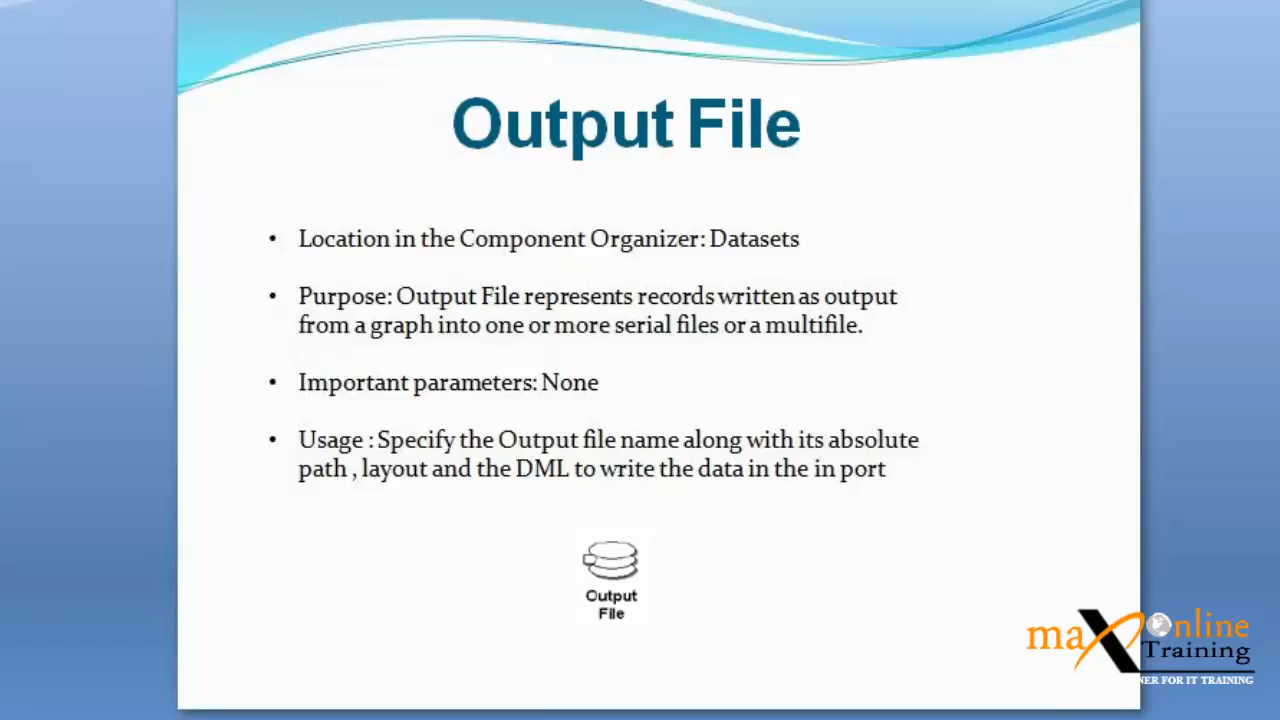 Output File
• Location in the Component Organizer: Datasets
• Purpose: Output File represents records written as output
from a graph into one or more serial files or a multifile.
• Important parameters: None
• Usage : Specify the Output file name along with its absolute
path , layout and the DML to write the data in the in port
Output
File
maX Online
Training
NER FOR IT TRAINING